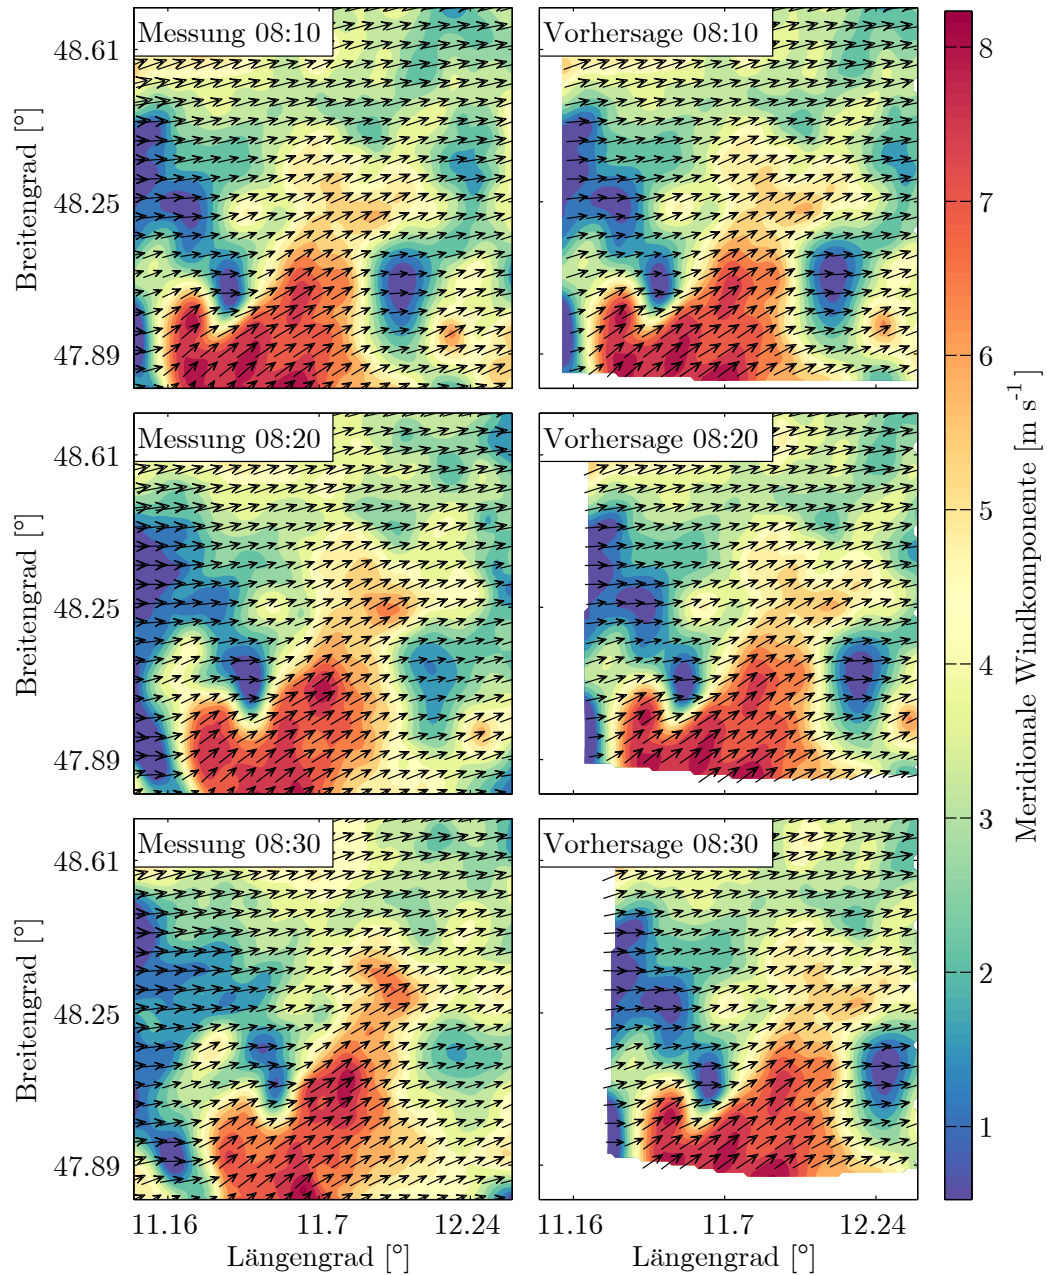 Messung 08:10
Vorhersage 08:10
48.61
48.25
47.89
Breitengrad [°]
Messung 08:20
Vorhersage 08:20
48.61
48.25
47.89
Breitengrad [°]
Messung 08:30
Vorhersage 08:30
48.61
48.25
47.89
Breitengrad [°]
11.16 11.7 12.24
Längengrad [°]
11.16 11.7 12.24
Längengrad [°]
8
7
6
5
4
3
2
1
Meridionale Windkomponente [m s⁻¹]